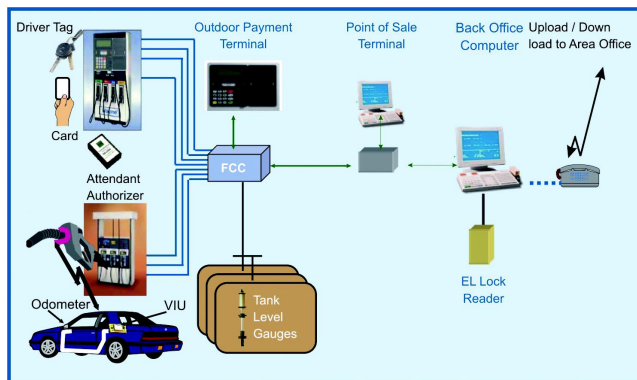 Driver Tag
Outdoor Payment
Terminal
Point of Sale
Terminal
Back Office
Computer
Upload / Down
load to Area Office
Card
Attendant
Authorizer
FCC
Odometer
VIU
Tank
Level
Gauges
EL Lock
Reader